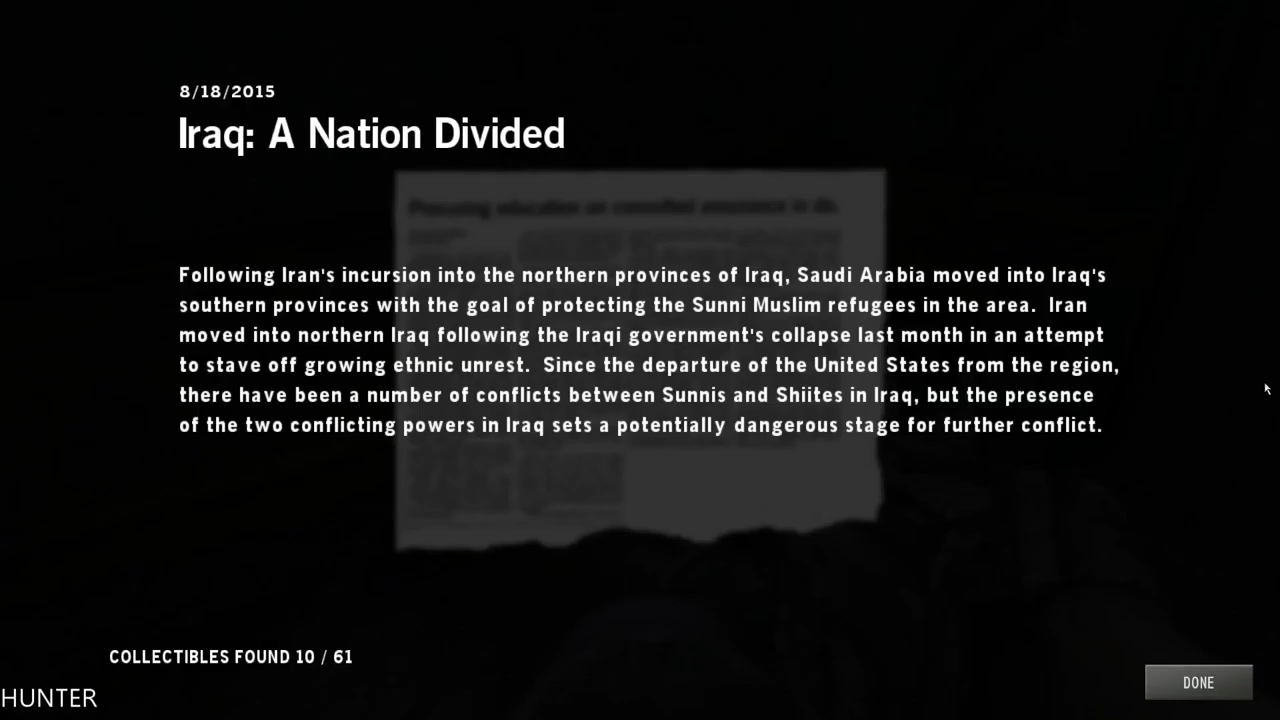 8/18/2015
Iraq: A Nation Divided
Following Iran's incursion into the northern provinces of Iraq, Saudi Arabia moved into Iraq's
southern provinces with the goal of protecting the Sunni Muslim refugees in the area.  Iran
moved into northern Iraq following the Iraqi government's collapse last month in an attempt
to stave off growing ethnic unrest.  Since the departure of the United States from the region,
there have been a number of conflicts between Sunnis and Shiites in Iraq, but the presence
of the two conflicting powers in Iraq sets a potentially dangerous stage for further conflict.
COLLECTIBLES FOUND 10 / 61
DONE
HUNTER